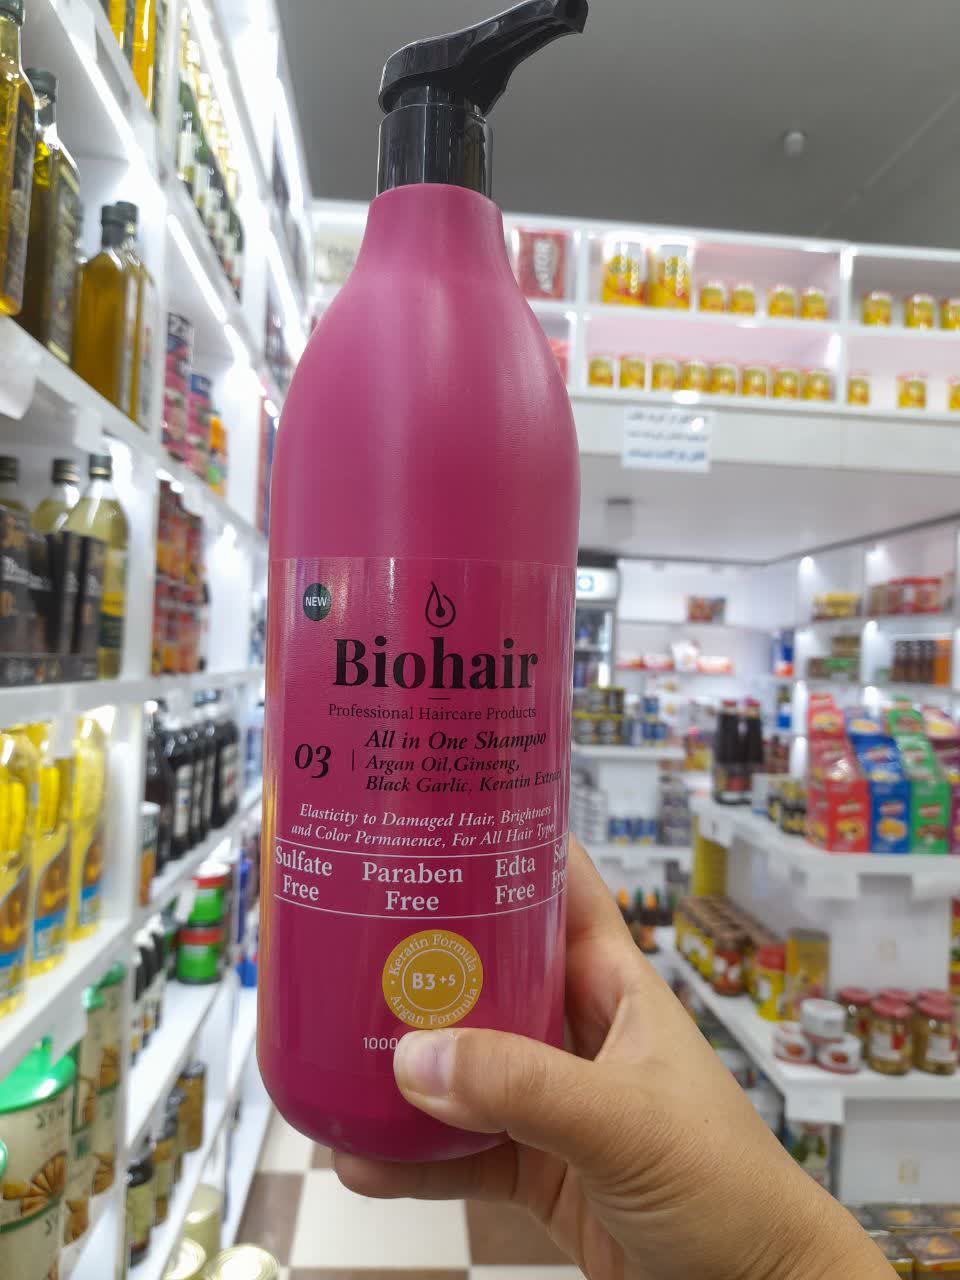 NEW
Biohair
Professional Haircare Products
03
All in One Shampoo
Argan Oil,Ginseng,
Black Garlic, Keratin
Elasticity to Damaged Hair, Brightness
and Color Permanence, For All Hair Type
Sulfate
Free
Paraben
Free
Edta
Free
Keratin Formula
B3+5
Argan Formula
1000